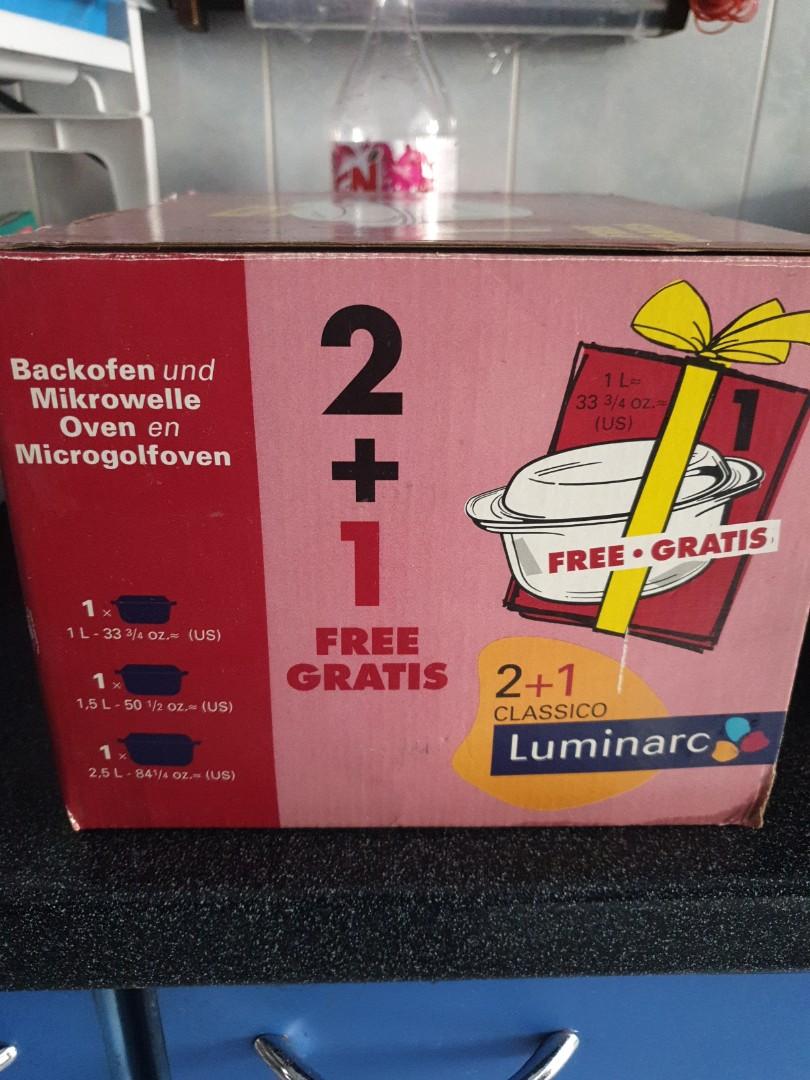 Backofen und
Mikrowelle
Oven en
Microgolfoven
1 x
1 L - 33 3/4 oz.≈ (US)
1 x
1,5 L - 50 1/2 oz.≈ (US)
1 x
2,5 L - 84 1/4 oz.≈ (US)
2
+
1
FREE
GRATIS
1 L≈
33 3/4 oz.≈
(US)
1
FREE • GRATIS
2+1
CLASSICO
Luminarc